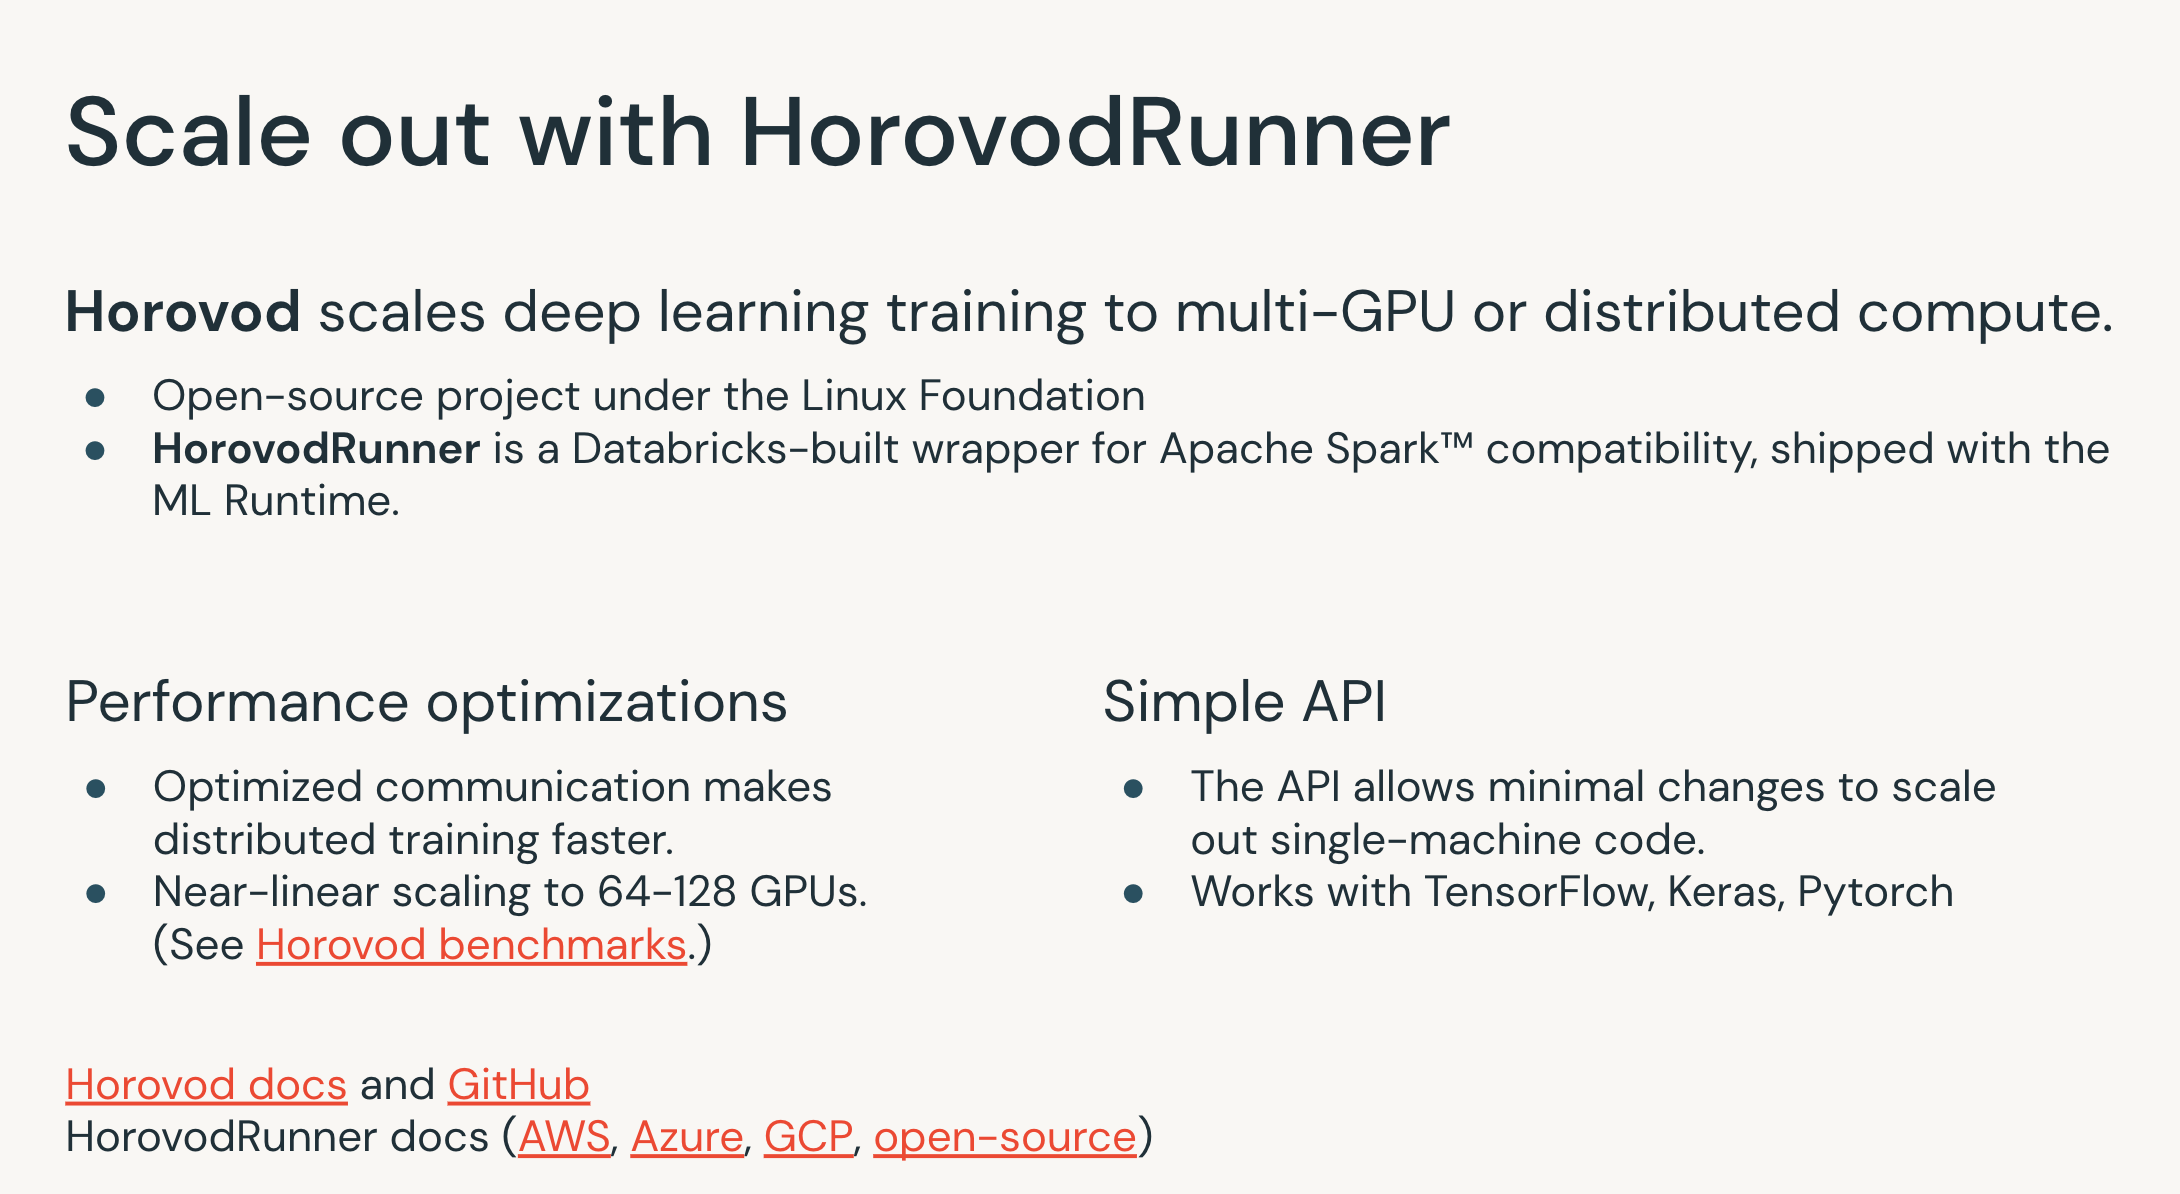 Scale out with HorovodRunner
Horovod scales deep learning training to multi-GPU or distributed compute.
● Open-source project under the Linux Foundation
● HorovodRunner is a Databricks-built wrapper for Apache Spark™ compatibility, shipped with the
ML Runtime.
Performance optimizations
● Optimized communication makes
distributed training faster.
● Near-linear scaling to 64-128 GPUs.
(See Horovod benchmarks.)
Simple API
● The API allows minimal changes to scale
out single-machine code.
● Works with TensorFlow, Keras, Pytorch
Horovod docs and GitHub
HorovodRunner docs (AWS, Azure, GCP, open-source)